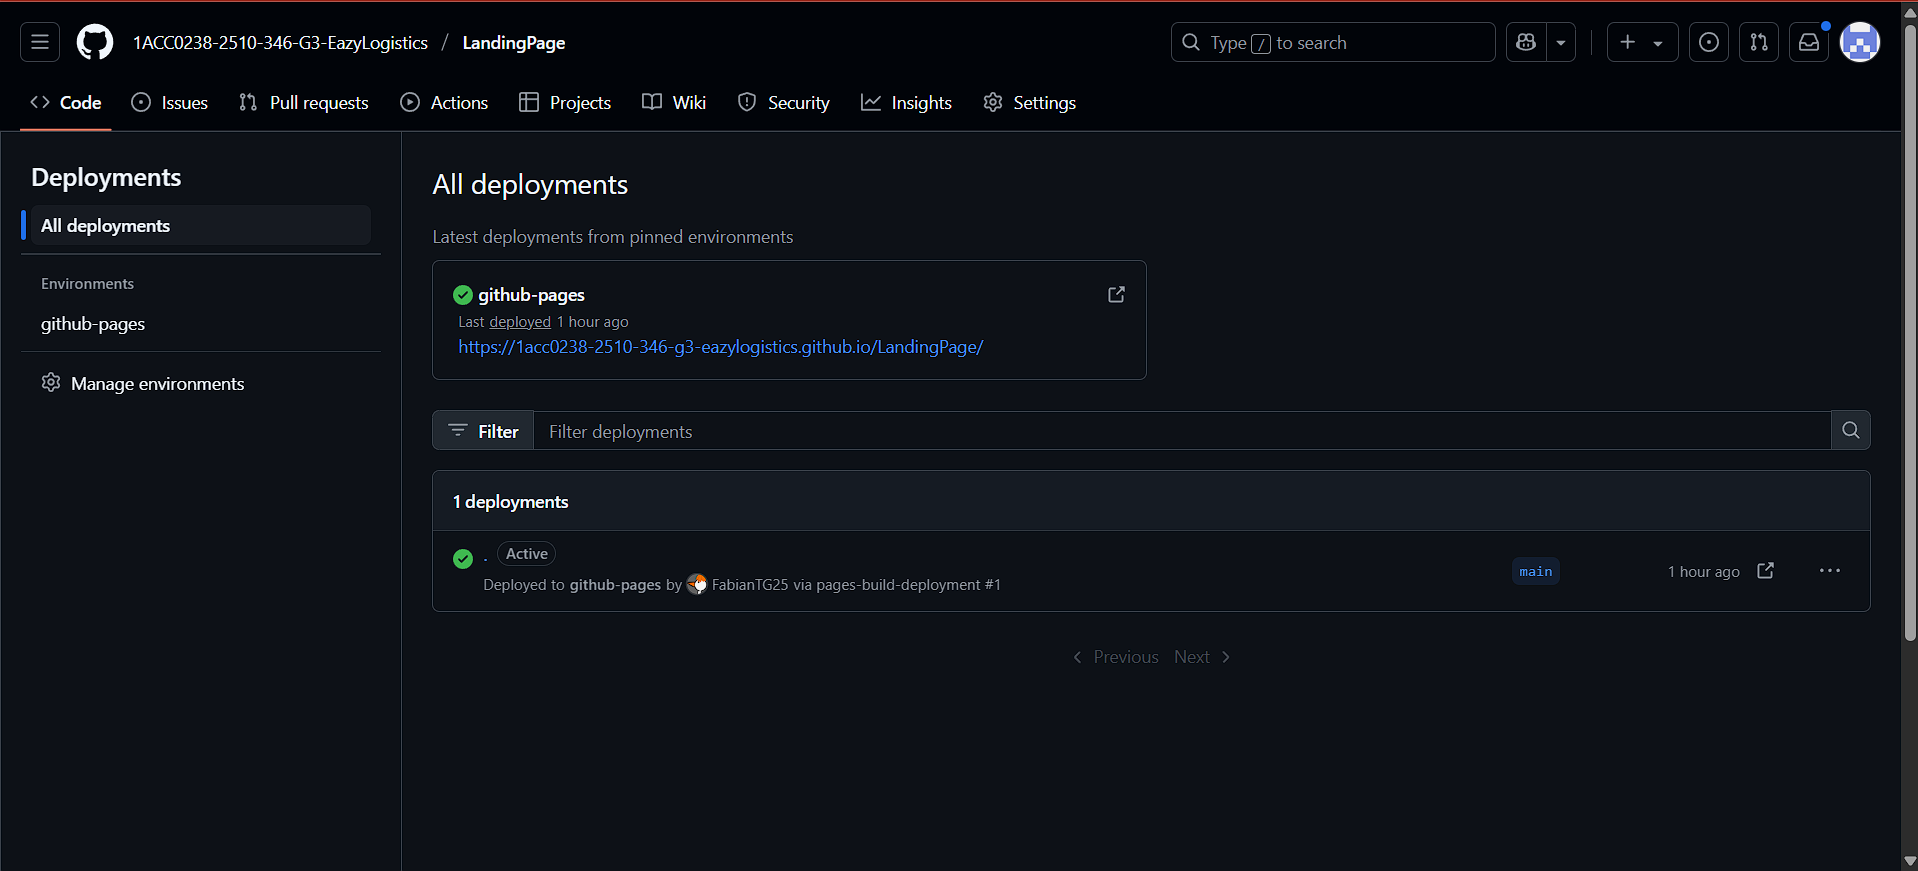 1ACC0238-2510-346-G3-EazyLogistics / LandingPage
Type / to search
Code Issues Pull requests Actions Projects Wiki Security Insights Settings
Deployments
All deployments
Environments
github-pages
Manage environments
All deployments
Latest deployments from pinned environments
github-pages
Last deployed 1 hour ago
https://1acc0238-2510-346-g3-eazylogistics.github.io/LandingPage/
Filter Filter deployments
1 deployments
. Active
Deployed to github-pages by FabianTG25 via pages-build-deployment #1
main 1 hour ago
Previous Next